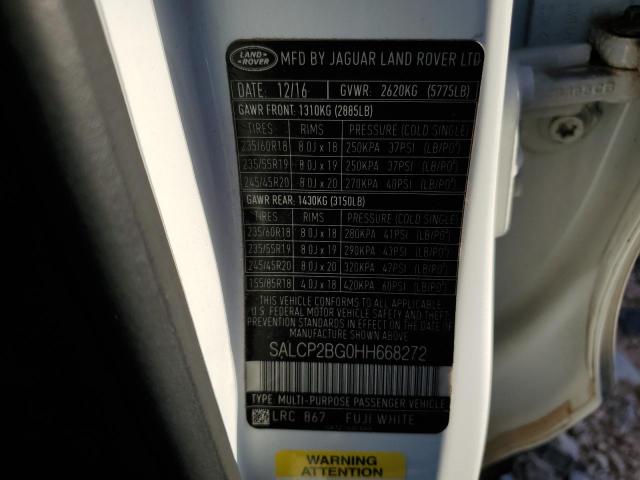 LAND ROVER MFD BY JAGUAR LAND ROVER LTD
DATE: 12/16 GVWR: 2620KG (5775LB)
GAWR FRONT: 1310KG (2885LB)
TIRES RIMS PRESSURE (COLD SINGLE)
235/60R18 8.0J x 18 250KPA 37PSI (LB/PO²)
235/55R19 8.0J x 19 250KPA 37PSI (LB/PO²)
245/45R20 8.0J x 20 270KPA 40PSI (LB/PO²)
GAWR REAR: 1430KG (3150LB)
TIRES RIMS PRESSURE (COLD SINGLE)
235/60R18 8.0J x 18 280KPA 41PSI (LB/PO²)
235/55R19 8.0J x 19 290KPA 43PSI (LB/PO²)
245/45R20 8.0J x 20 320KPA 47PSI (LB/PO²)
155/85R18 4.0J x 18 420KPA 60PSI (LB/PO²)
THIS VEHICLE CONFORMS TO ALL APPLICABLE
U.S FEDERAL MOTOR VEHICLE SAFETY STANDARDS
IN EFFECT ON THE DATE OF
MANUFACTURE SHOWN ABOVE
SALCP2BG0HH668272
TYPE: MULTI-PURPOSE PASSENGER VEHICLE
LRC 867 FUJI WHITE
WARNING
ATTENTION